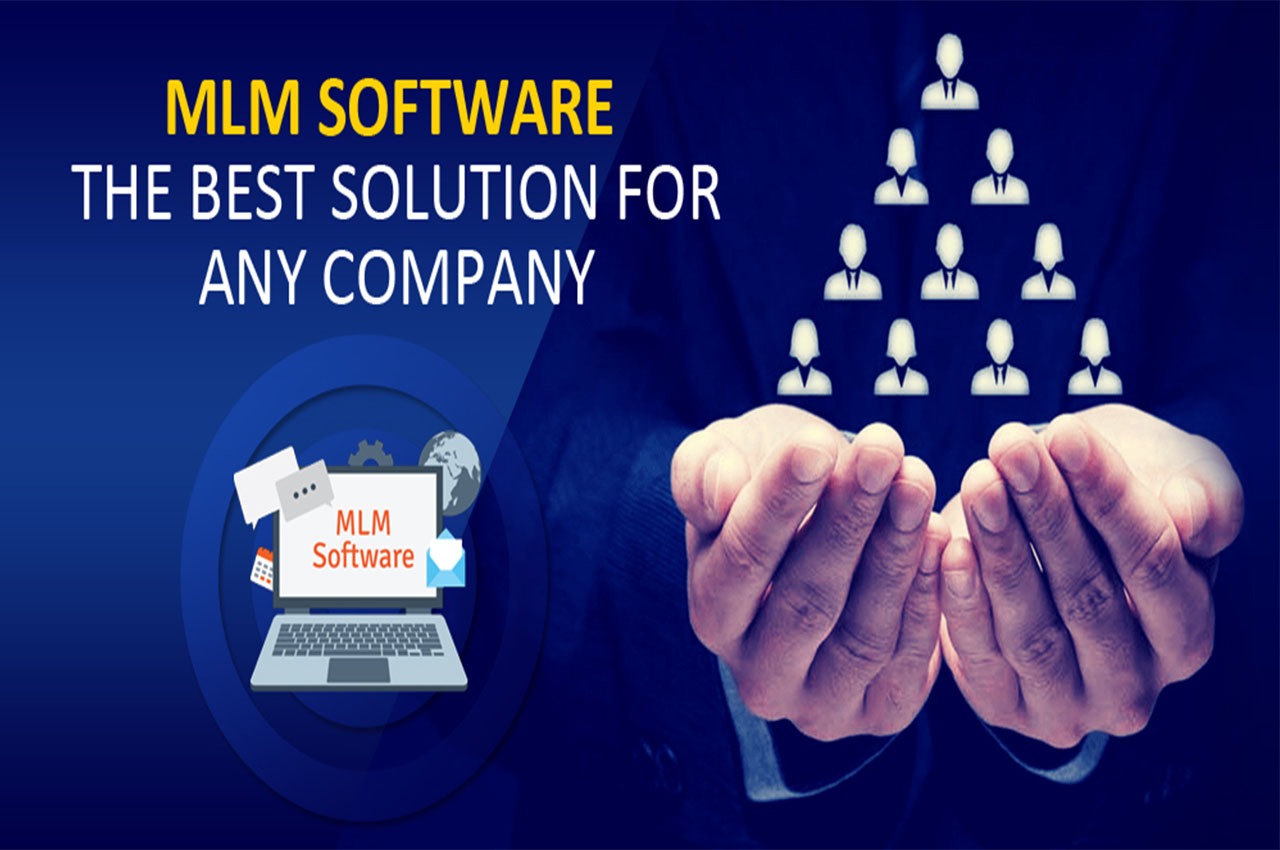 MLM SOFTWARE
THE BEST SOLUTION FOR
ANY COMPANY
MLM
Software